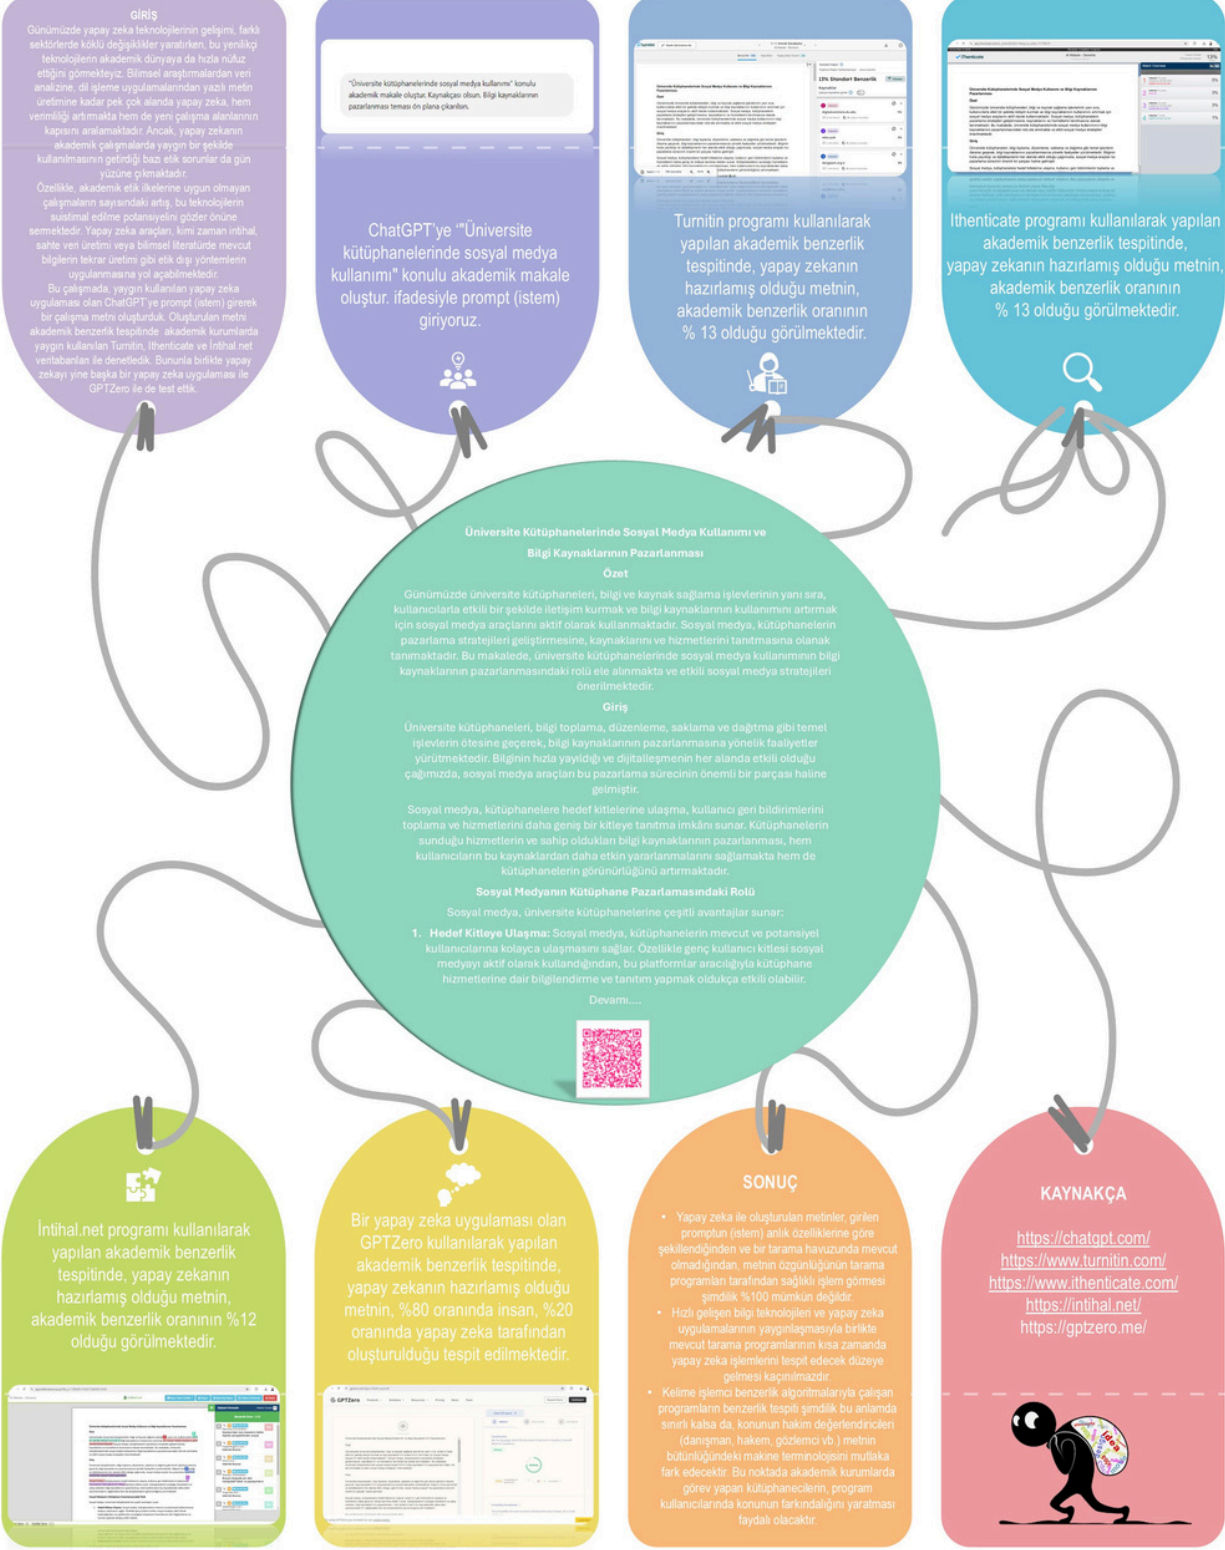 GİRİŞ
Günümüzde yapay zeka teknolojilerinin gelişimi, farklı
sektörlerde köklü değişiklikler yaratırken, bu yenilikçi
teknolojilerin akademik dünyaya da hızla nüfuz
ettiğini görmekteyiz. Bilimsel araştırmalardan veri
analizine, dil işleme uygulamalarından yazılı metin
üretimine kadar pek çok alanda yapay zeka, hem
verimliliği artırmakta hem de yeni çalışma alanlarının
kapısını aralamaktadır. Ancak, yapay zekanın
akademik çalışmalarda yaygın bir şekilde
kullanılmasının getirdiği bazı etik sorunlar da gün
yüzüne çıkmaktadır.
Özellikle, akademik etik ilkelerine uygun olmayan
çalışmaların sayısındaki artış, bu teknolojilerin
suistimal edilme potansiyelini gözler önüne
sermektedir. Yapay zeka araçları, kimi zaman intihal,
sahte veri üretimi veya bilimsel literatürde mevcut
bilgilerin tekrar üretimi gibi etik dışı yöntemlerin
uygulanmasına yol açabilmektedir.
Bu çalışmada, yaygın kullanılan yapay zeka
uygulaması olan ChatGPT'ye prompt (istem) girerek
bir çalışma metni oluşturduk. Oluşturulan metni
akademik benzerlik tespitinde akademik kurumlarda
yaygın kullanılan Turnitin, Ithenticate ve İntihal.net
veritabanları ile denetledik. Bununla birlikte yapay
zekayı yine başka bir yapay zeka uygulaması ile
GPTZero ile de test ettik.
"Üniversite kütüphanelerinde sosyal medya kullanımı" konulu
akademik makale oluştur. Kaynakçası olsun. Bilgi kaynaklarının
pazarlanması teması ön plana çıkarılsın.
ChatGPT'ye '"Üniversite
kütüphanelerinde sosyal medya
kullanımı" konulu akademik makale
oluştur. ifadesiyle prompt (istem)
giriyoruz.
13% Standart Benzerlik
Turnitin programı kullanılarak
yapılan akademik benzerlik
tespitinde, yapay zekanın
hazırlamış olduğu metnin,
akademik benzerlik oranının
% 13 olduğu görülmektedir.
iThenticate
13%
Ithenticate programı kullanılarak yapılan
akademik benzerlik tespitinde,
yapay zekanın hazırlamış olduğu metnin,
akademik benzerlik oranının
% 13 olduğu görülmektedir.
Üniversite Kütüphanelerinde Sosyal Medya Kullanımı ve
Bilgi Kaynaklarının Pazarlanması
Özet
Günümüzde üniversite kütüphaneleri, bilgi ve kaynak sağlama işlevlerinin yanı sıra,
kullanıcılarla etkili bir şekilde iletişim kurmak ve bilgi kaynaklarının kullanımını artırmak
için sosyal medya araçlarını aktif olarak kullanmaktadır. Sosyal medya, kütüphanelerin
pazarlama stratejileri geliştirmesine, kaynaklarını ve hizmetlerini tanıtmasına olanak
tanımaktadır. Bu makalede, üniversite kütüphanelerinde sosyal medya kullanımının bilgi
kaynaklarının pazarlanmasındaki rolü ele alınmakta ve etkili sosyal medya stratejileri
önerilmektedir.
Giriş
Üniversite kütüphaneleri, bilgi toplama, düzenleme, saklama ve dağıtma gibi temel
işlevlerin ötesine geçerek, bilgi kaynaklarının pazarlanmasına yönelik faaliyetler
yürütmektedir. Bilginin hızla yayıldığı ve dijitalleşmenin her alanda etkili olduğu
çağımızda, sosyal medya araçları bu pazarlama sürecinin önemli bir parçası haline
gelmiştir.
Sosyal medya, kütüphanelere hedef kitlelerine ulaşma, kullanıcı geri bildirimlerini
toplama ve hizmetlerini daha geniş bir kitleye tanıtma imkânı sunar. Kütüphanelerin
sunduğu hizmetlerin ve sahip oldukları bilgi kaynaklarının pazarlanması, hem
kullanıcıların bu kaynaklardan daha etkin yararlanmalarını sağlamakta hem de
kütüphanelerin görünürlüğünü artırmaktadır.
Sosyal Medyanın Kütüphane Pazarlamasındaki Rolü
Sosyal medya, üniversite kütüphanelerine çeşitli avantajlar sunar:
1. Hedef Kitleye Ulaşma: Sosyal medya, kütüphanelerin mevcut ve potansiyel
kullanıcılarına kolayca ulaşmasını sağlar. Özellikle genç kullanıcı kitlesi sosyal
medyayı aktif olarak kullandığından, bu platformlar aracılığıyla kütüphane
hizmetlerine dair bilgilendirme ve tanıtım yapmak oldukça etkili olabilir.
Devamı....
İntihal.net programı kullanılarak
yapılan akademik benzerlik
tespitinde, yapay zekanın
hazırlamış olduğu metnin,
akademik benzerlik oranının %12
olduğu görülmektedir.
Bir yapay zeka uygulaması olan
GPTZero kullanılarak yapılan
akademik benzerlik tespitinde,
yapay zekanın hazırlamış olduğu
metnin, %80 oranında insan, %20
oranında yapay zeka tarafından
oluşturulduğu tespit edilmektedir.
GPTZero
SONUÇ
• Yapay zeka ile oluşturulan metinler, girilen
promptun (istem) anlık özelliklerine göre
şekillendiğinden ve bir tarama havuzunda mevcut
olmadığından, metnin özgünlüğünün tarama
programları tarafından sağlıklı işlem görmesi
şimdilik %100 mümkün değildir.
• Hızlı gelişen bilgi teknolojileri ve yapay zeka
uygulamalarının yaygınlaşmasıyla birlikte
mevcut tarama programlarının kısa zamanda
yapay zeka işlemlerini tespit edecek düzeye
gelmesi kaçınılmazdır.
• Kelime işlemci benzerlik algoritmalarıyla çalışan
programların benzerlik tespiti şimdilik bu anlamda
sınırlı kalsa da, konunun hakim değerlendiricileri
(danışman, hakem, gözlemci vb.) metnin
bütünlüğündeki makine terminolojisini mutlaka
fark edecektir. Bu noktada akademik kurumlarda
görev yapan kütüphanecilerin, program
kullanıcılarında konunun farkındalığını yaratması
faydalı olacaktır.
KAYNAKÇA
https://chatgpt.com/
https://www.turnitin.com/
https://www.ithenticate.com/
https://intihal.net/
https://gptzero.me/